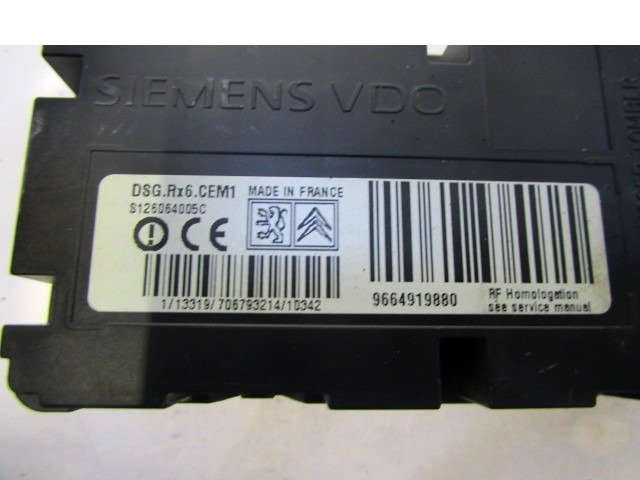 SIEMENS VDO
DSG.Rx6.CEM1 MADE IN FRANCE
S126064005C
CE
1/13319/706793214/10342
9664919880
RF Homologation
see service manual